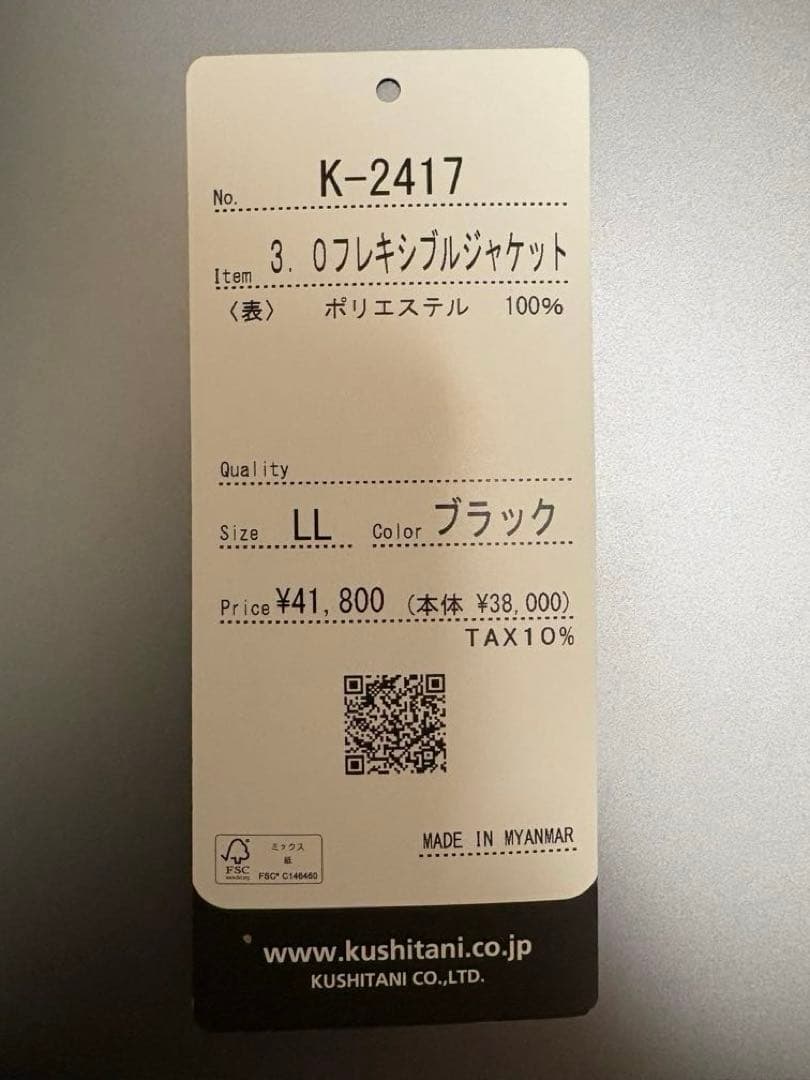 No. K-2417
Item 3.0フレキシブルジャケット
〈表〉 ポリエステル 100%
Quality
Size LL Color ブラック
Price ¥41,800 (本体 ¥38,000)
TAX10%
MADE IN MYANMAR
ミックス
紙
FSC
FSC® C146460
www.kushitani.co.jp
KUSHITANI CO.,LTD.